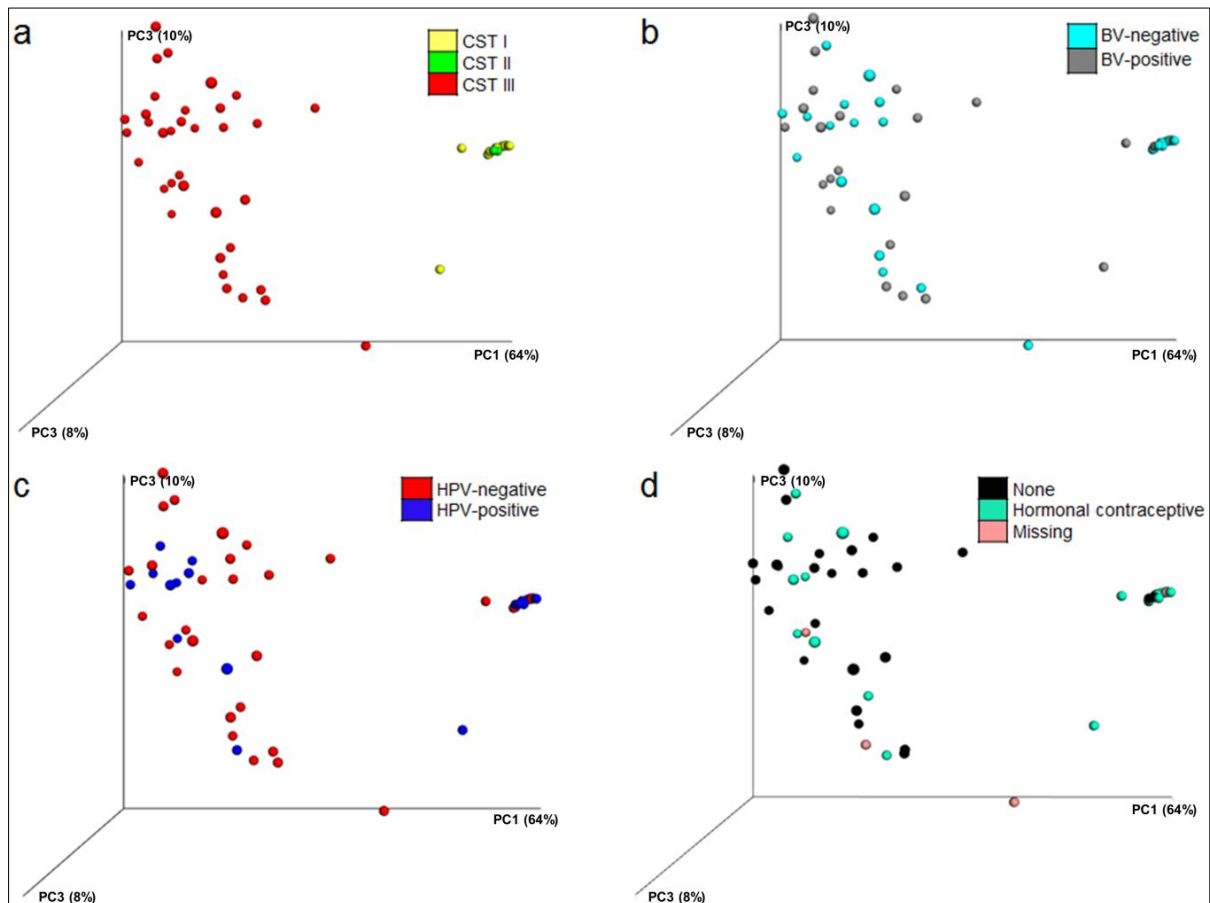 a
PC3 (10%)
CST I
CST II
CST III
PC1 (64%)
PC3 (8%)
b
PC3 (10%)
BV-negative
BV-positive
PC1 (64%)
PC3 (8%)
c
PC3 (10%)
HPV-negative
HPV-positive
PC1 (64%)
PC3 (8%)
d
PC3 (10%)
None
Hormonal contraceptive
Missing
PC1 (64%)
PC3 (8%)